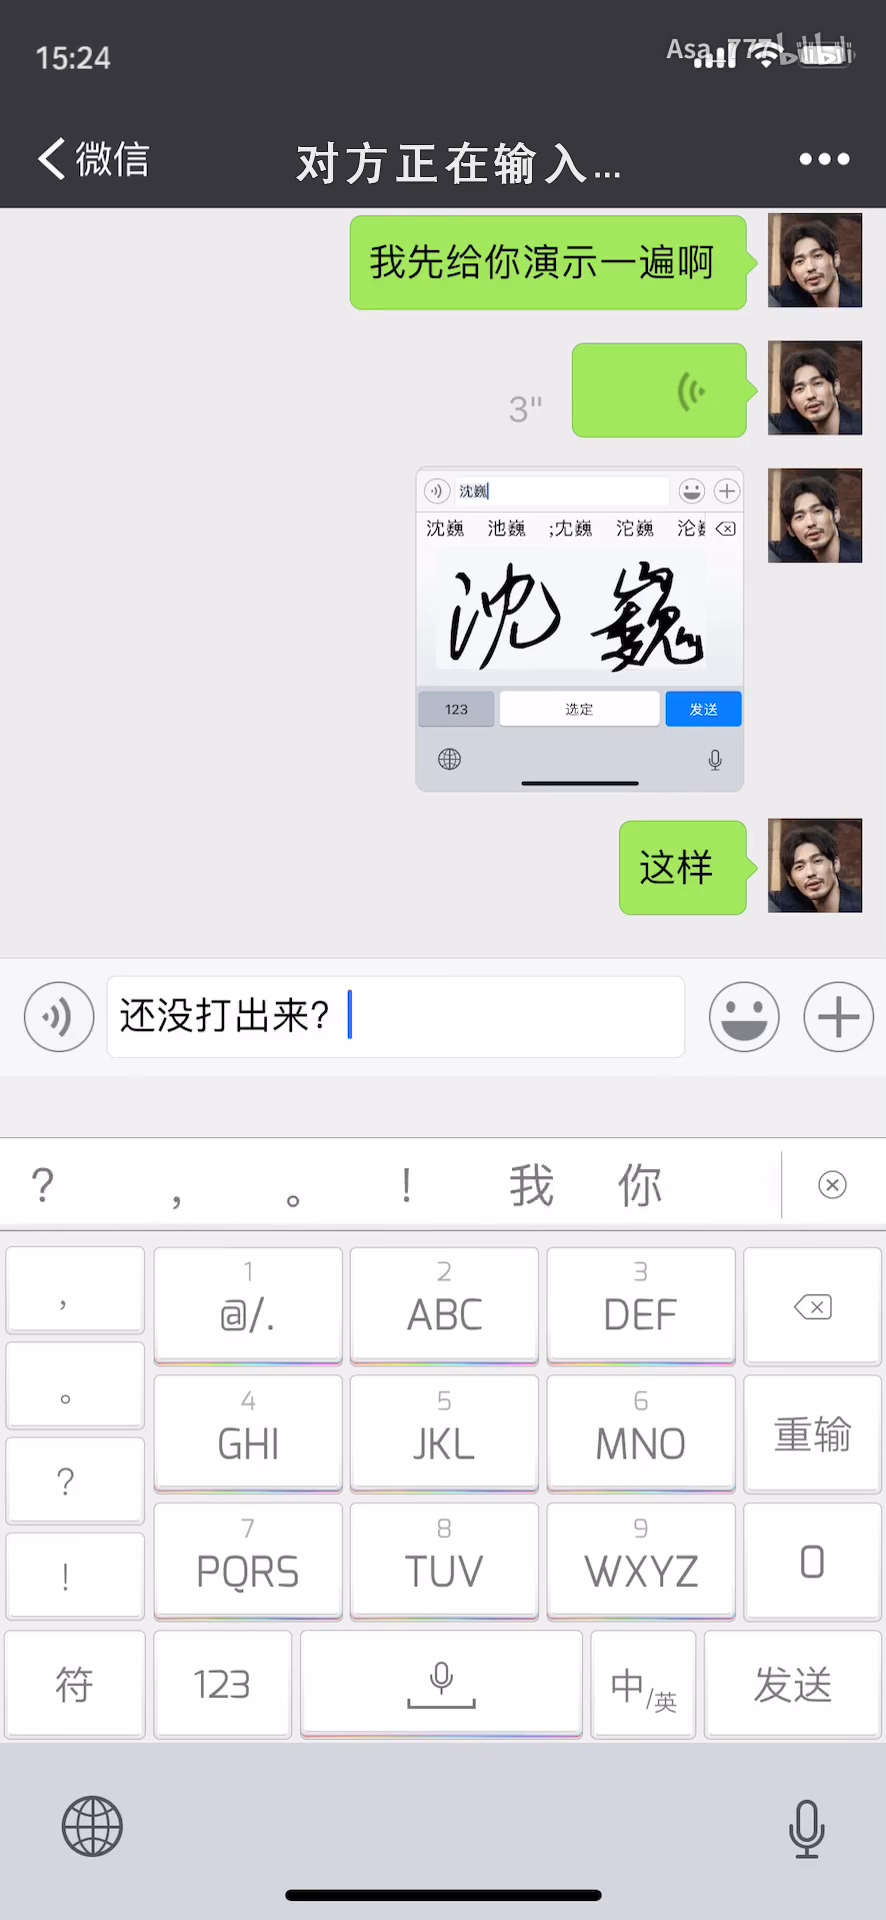 15:24
Asa_777 bilibili
微信
对方正在输入...
我先给你演示一遍啊
3"
沈巍
沈巍 池巍 ;冘巍 沱巍
沈巍
123 选定 发送
这样
还没打出来?
? , 。 ! 我 你
, 1 @/. 2 ABC 3 DEF
。 4 GHI 5 JKL 6 MNO 重输
? 7 PQRS 8 TUV 9 WXYZ 0
!
符 123 中/英 发送